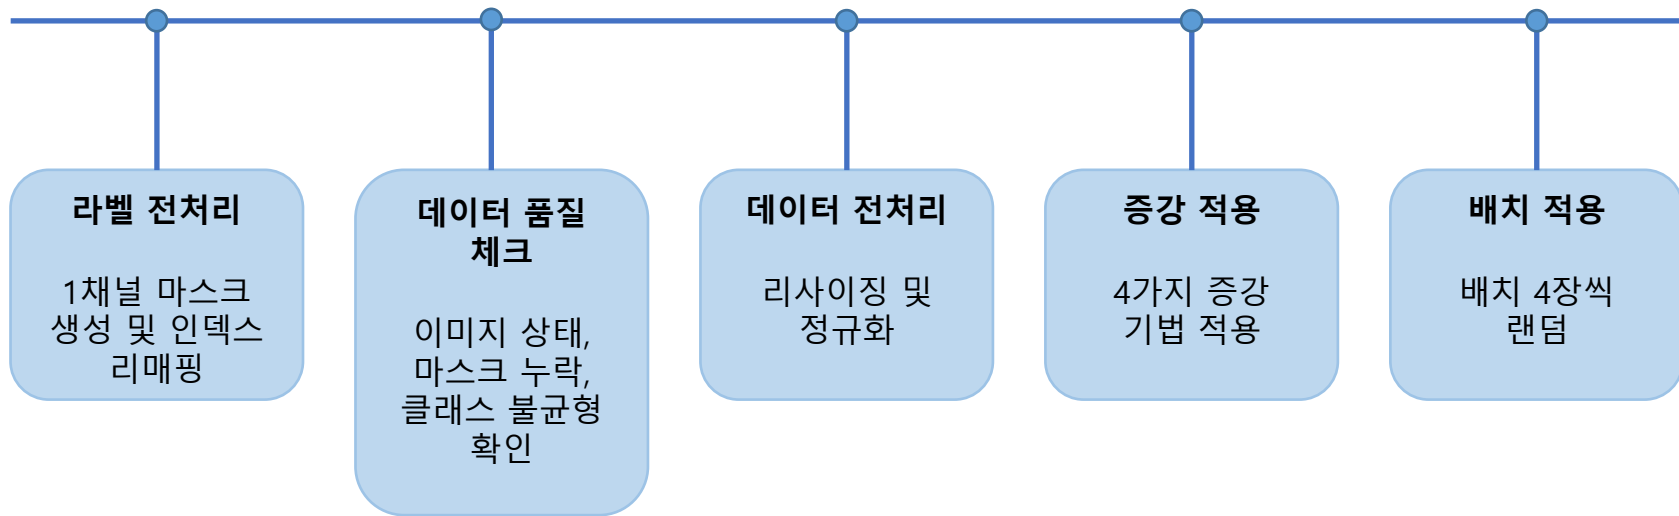 라벨 전처리
1채널 마스크
생성 및 인덱스
리매핑
데이터 품질
체크
이미지 상태,
마스크 누락,
클래스 불균형
확인
데이터 전처리
리사이징 및
정규화
증강 적용
4가지 증강
기법 적용
배치 적용
배치 4장씩
랜덤